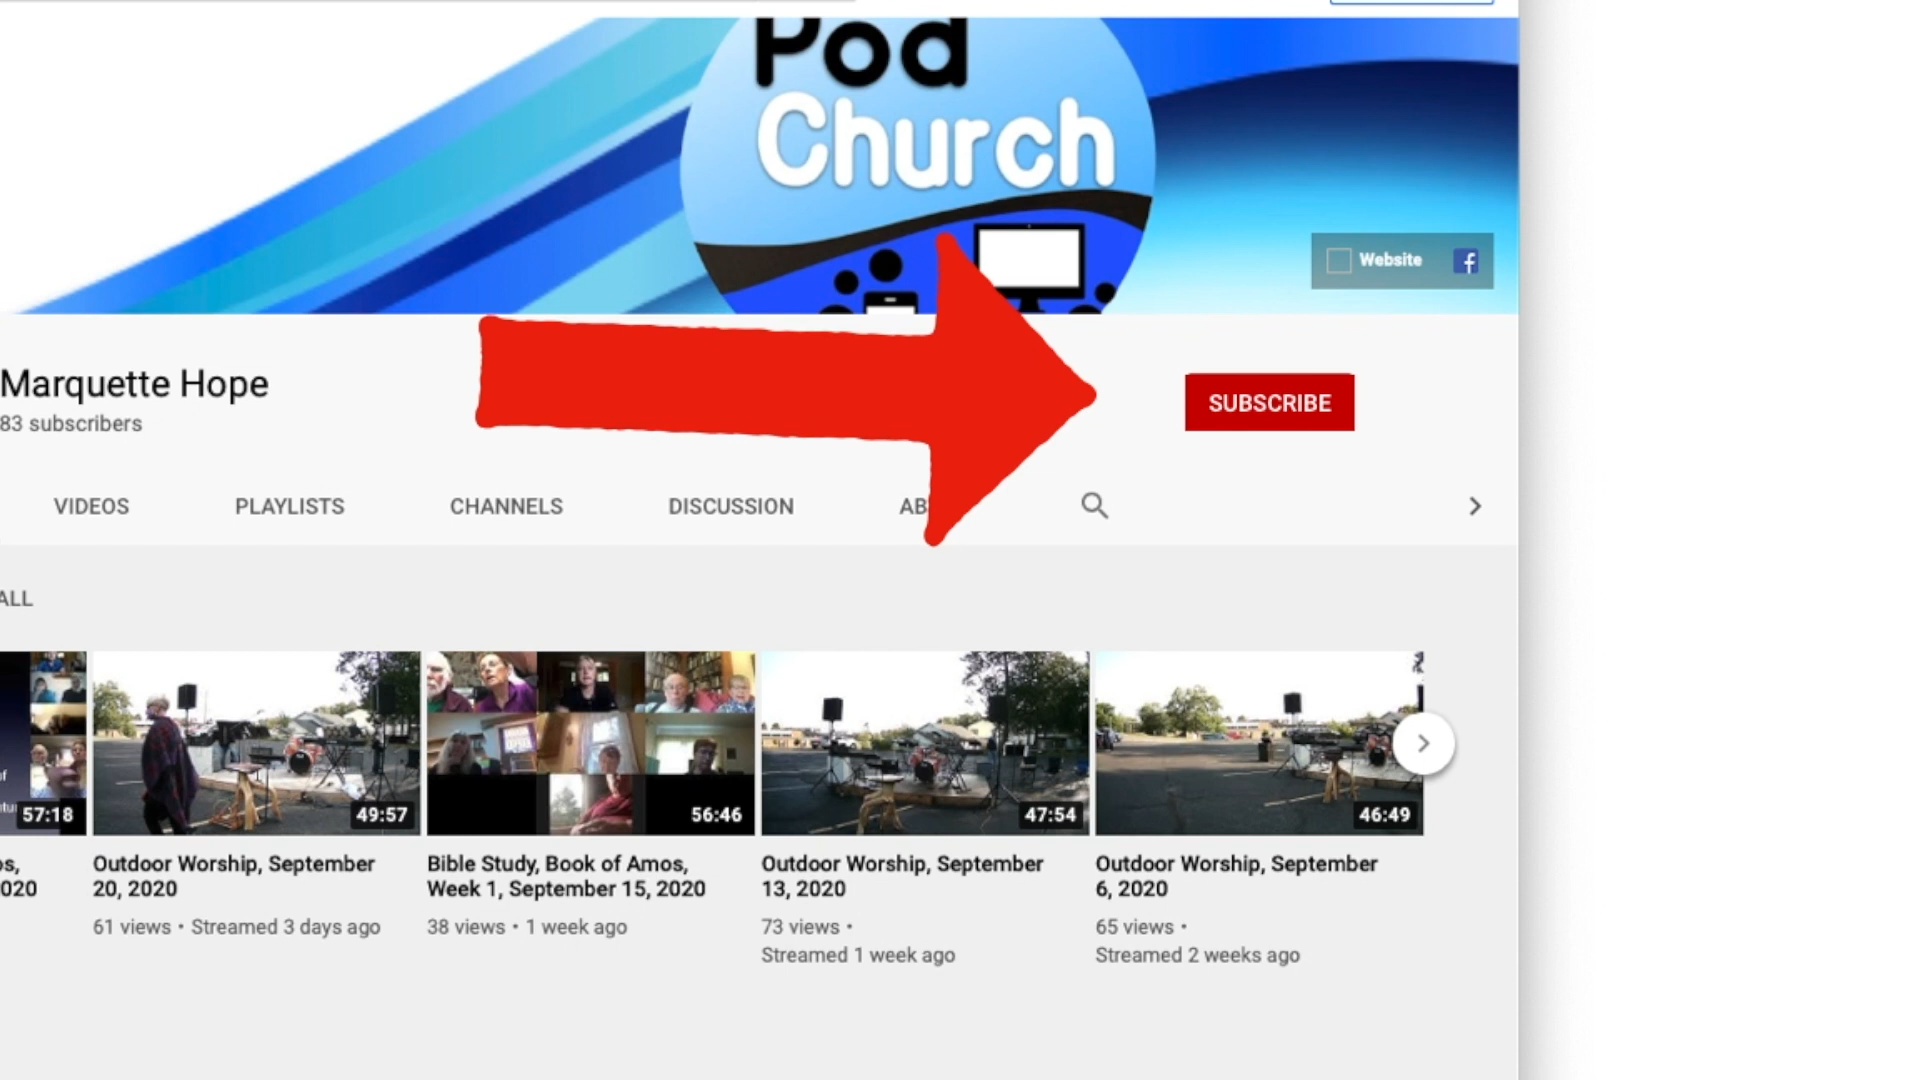 Pod
Church
Website
Marquette Hope
83 subscribers
SUBSCRIBE
VIDEOS PLAYLISTS CHANNELS DISCUSSION AB
ALL
57:18 49:57 56:46 47:54 46:49
Outdoor Worship, September
20, 2020
61 views • Streamed 3 days ago
Bible Study, Book of Amos,
Week 1, September 15, 2020
38 views • 1 week ago
Outdoor Worship, September
13, 2020
73 views •
Streamed 1 week ago
Outdoor Worship, September
6, 2020
65 views •
Streamed 2 weeks ago